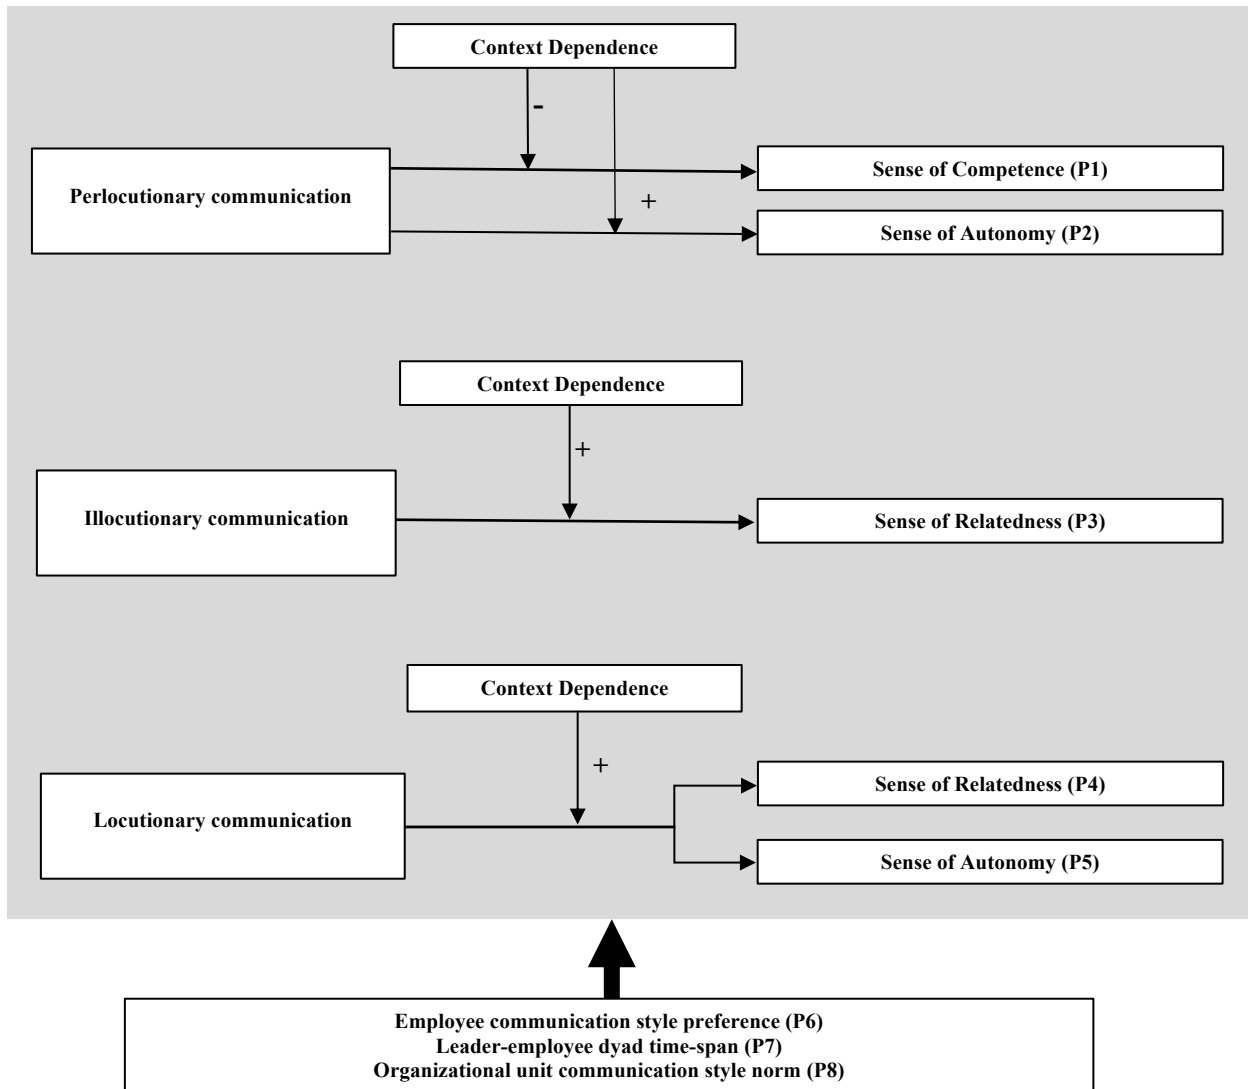 Context Dependence
-
Perlocutionary communication
Sense of Competence (P1)
+
Sense of Autonomy (P2)
Context Dependence
+
Illocutionary communication
Sense of Relatedness (P3)
Context Dependence
+
Locutionary communication
Sense of Relatedness (P4)
Sense of Autonomy (P5)
Employee communication style preference (P6)
Leader-employee dyad time-span (P7)
Organizational unit communication style norm (P8)